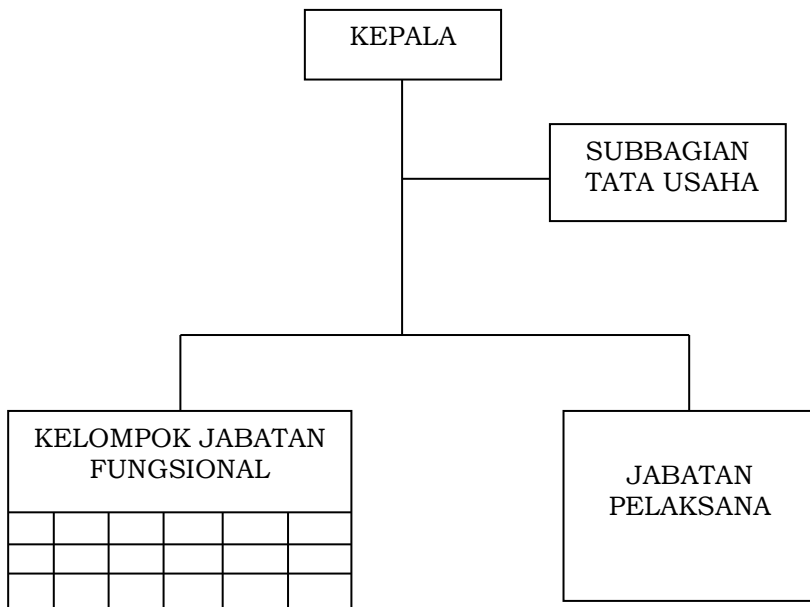 KEPALA
SUBBAGIAN
TATA USAHA
KELOMPOK JABATAN
FUNGSIONAL
JABATAN
PELAKSANA